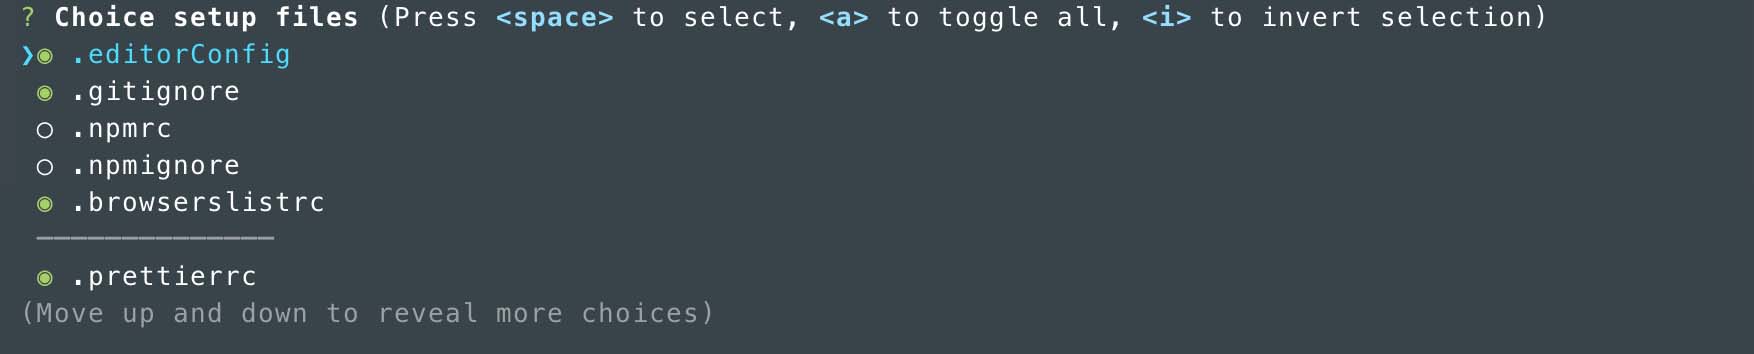 ? Choice setup files (Press <space> to select, <a> to toggle all, <i> to invert selection)
❯◉ .editorConfig
◉ .gitignore
◯ .npmrc
◯ .npmignore
◉ .browserslistrc
──────────────
◉ .prettierrc
(Move up and down to reveal more choices)